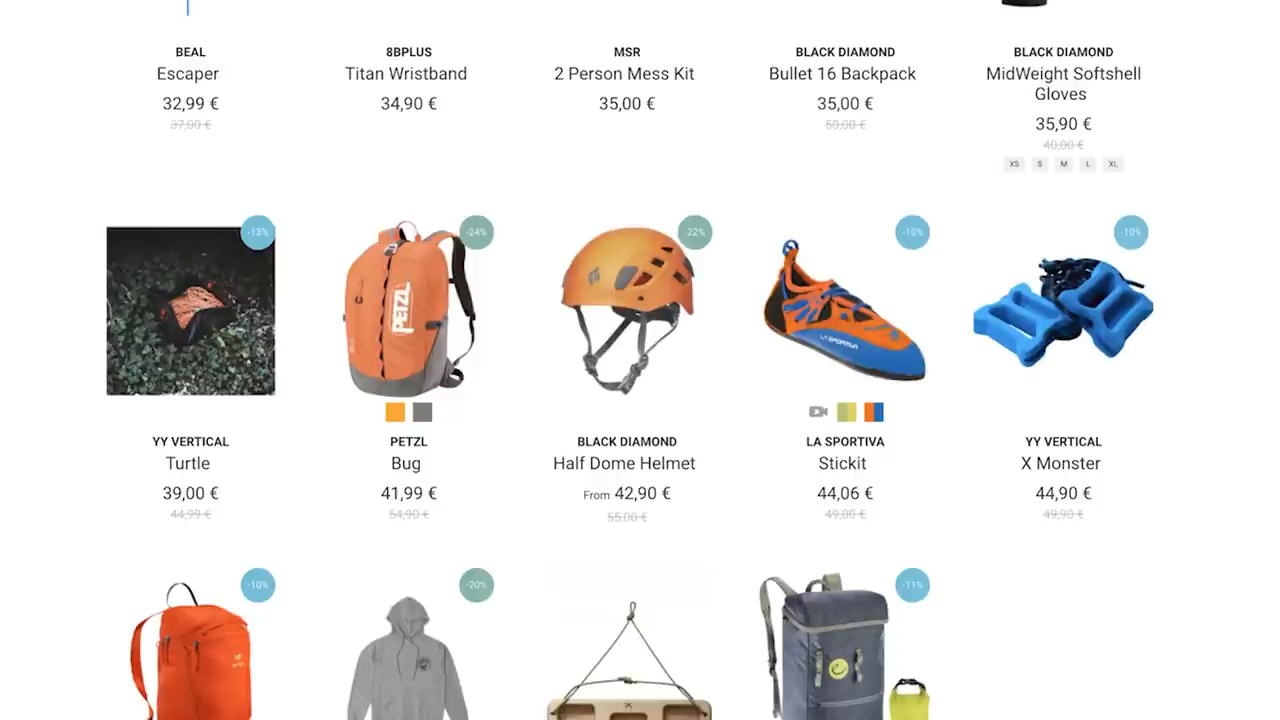 BEAL
Escaper
32,99 €
37,00 €
8BPLUS
Titan Wristband
34,90 €
MSR
2 Person Mess Kit
35,00 €
BLACK DIAMOND
Bullet 16 Backpack
35,00 €
50,00 €
BLACK DIAMOND
MidWeight Softshell
Gloves
35,90 €
40,00 €
XS S M L XL
-13%
YY VERTICAL
Turtle
39,00 €
44,99 €
-24%
PETZL
PETZL
Bug
41,99 €
54,90 €
22%
BLACK DIAMOND
Half Dome Helmet
From 42,90 €
55,00 €
-10%
LA SPORTIVA
LA SPORTIVA
Stickit
44,06 €
49,00 €
-10%
YY VERTICAL
X Monster
44,90 €
49,90 €
-10%
-20%
-11%